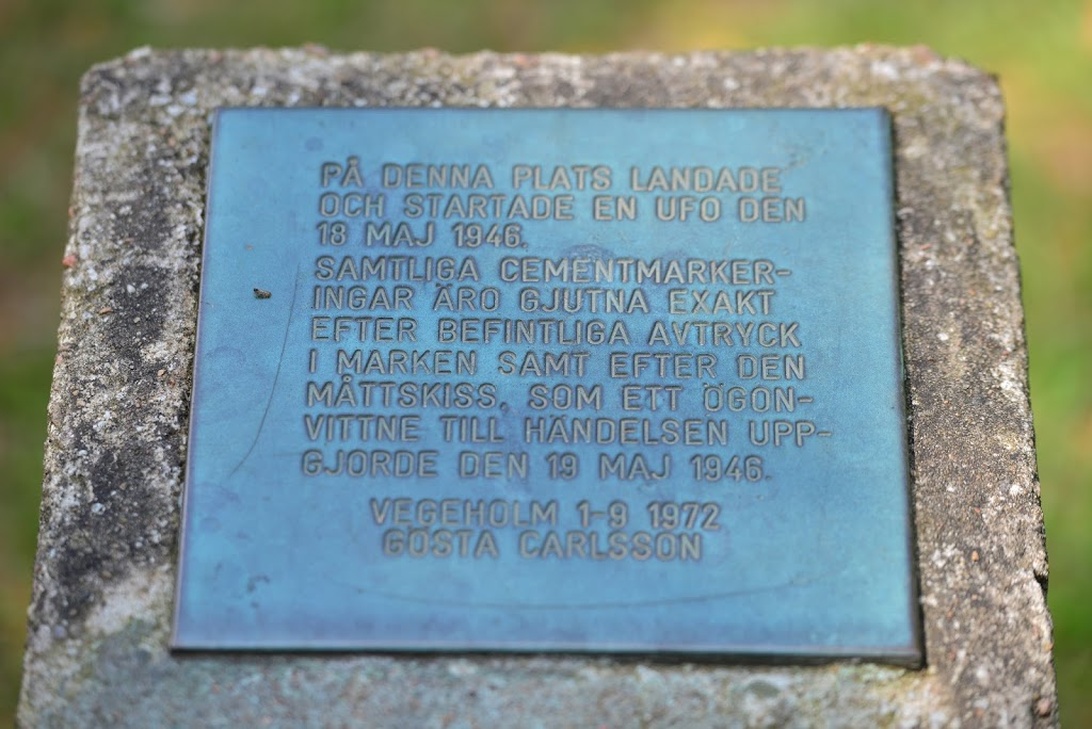 PÅ DENNA PLATS LANDADE
OCH STARTADE EN UFO DEN
18 MAJ 1946.
SAMTLIGA CEMENTMARKER-
INGAR ÄRO GJUTNA EXAKT
EFTER BEFINTLIGA AVTRYCK
I MARKEN SAMT EFTER DEN
MÅTTSKISS, SOM ETT ÖGON-
VITTNE TILL HÄNDELSEN UPP-
GJORDE DEN 19 MAJ 1946.
VEGEHOLM 1-9 1972
GÖSTA CARLSSON